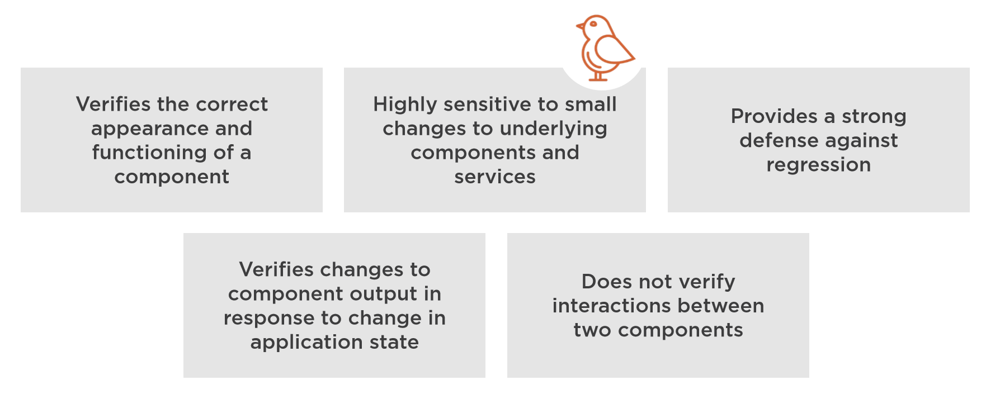 Verifies the correct
appearance and
functioning of a
component
Highly sensitive to small
changes to underlying
components and
services
Provides a strong
defense against
regression
Verifies changes to
component output in
response to change in
application state
Does not verify
interactions between
two components